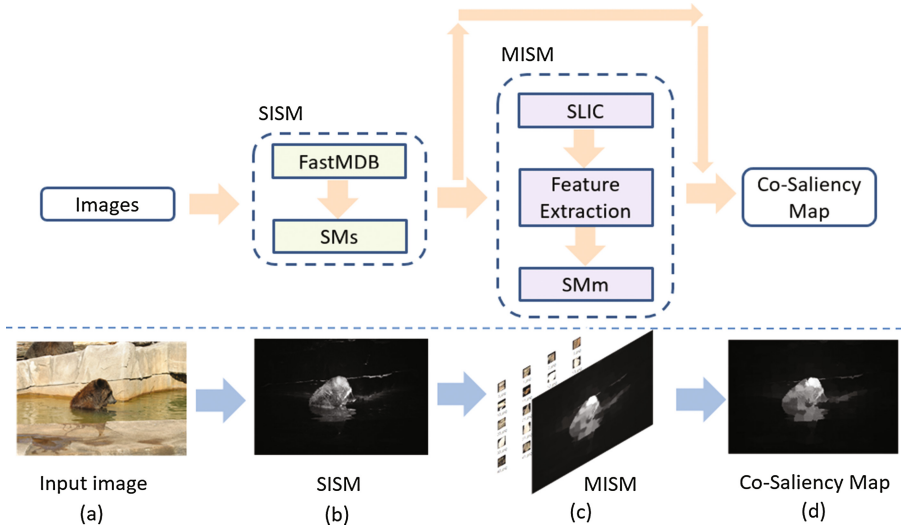 MISM
SISM
SLIC
FastMDB
Images
Feature
Extraction
Co-Saliency
Map
SMs
SMm
Input image
SISM
MISM
Co-Saliency Map
(a)
(b)
(c)
(d)